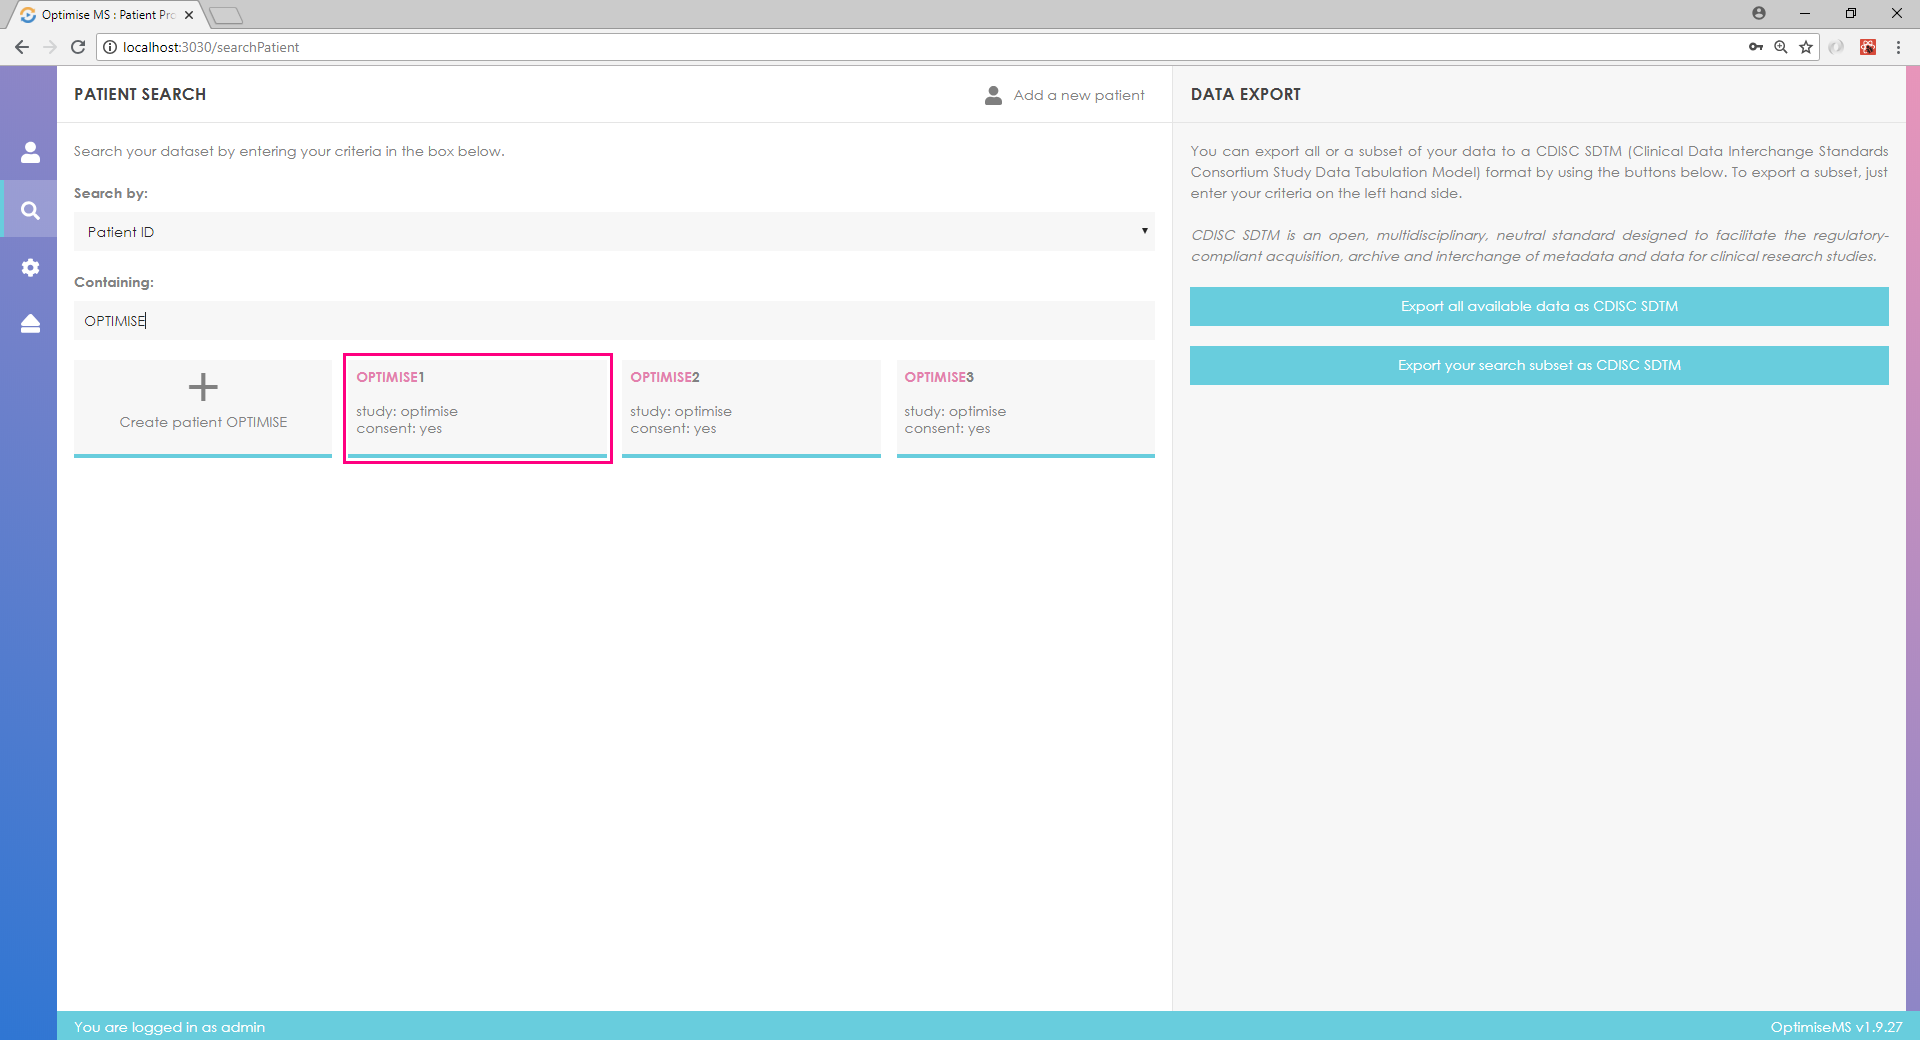 Optimise MS : Patient Pro
localhost:3030/searchPatient
PATIENT SEARCH
Add a new patient
Search your dataset by entering your criteria in the box below.
Search by:
Patient ID
Containing:
OPTIMISE
Create patient OPTIMISE
OPTIMISE1
study: optimise
consent: yes
OPTIMISE2
study: optimise
consent: yes
OPTIMISE3
study: optimise
consent: yes
DATA EXPORT
You can export all or a subset of your data to a CDISC SDTM (Clinical Data Interchange Standards
Consortium Study Data Tabulation Model) format by using the buttons below. To export a subset, just
enter your criteria on the left hand side.
CDISC SDTM is an open, multidisciplinary, neutral standard designed to facilitate the regulatory-
compliant acquisition, archive and interchange of metadata and data for clinical research studies.
Export all available data as CDISC SDTM
Export your search subset as CDISC SDTM
You are logged in as admin
OptimiseMS v1.9.27